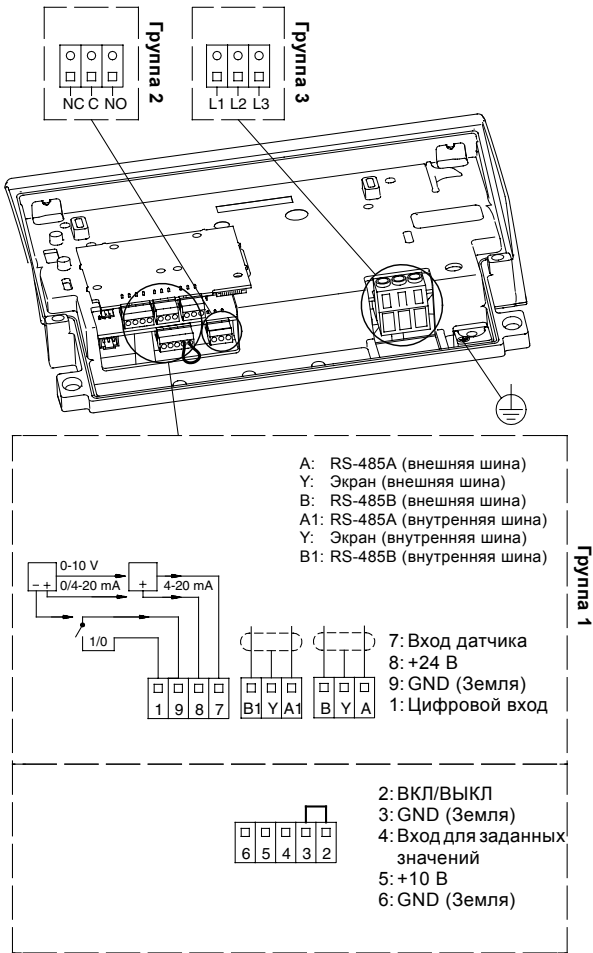 Группа 2
NC C NO
Группа 3
L1 L2 L3
Группа 1
A: RS-485A (внешняя шина)
Y: Экран (внешняя шина)
B: RS-485B (внешняя шина)
A1: RS-485A (внутренняя шина)
Y: Экран (внутренняя шина)
B1: RS-485B (внутренняя шина)
0-10 V
- +
0/4-20 mA
+
4-20 mA
1/0
1 9 8 7
B1 Y A1
B Y A
7: Вход датчика
8: +24 В
9: GND (Земля)
1: Цифровой вход
6 5 4 3 2
2: ВКЛ/ВЫКЛ
3: GND (Земля)
4: Вход для заданных
значений
5: +10 В
6: GND (Земля)